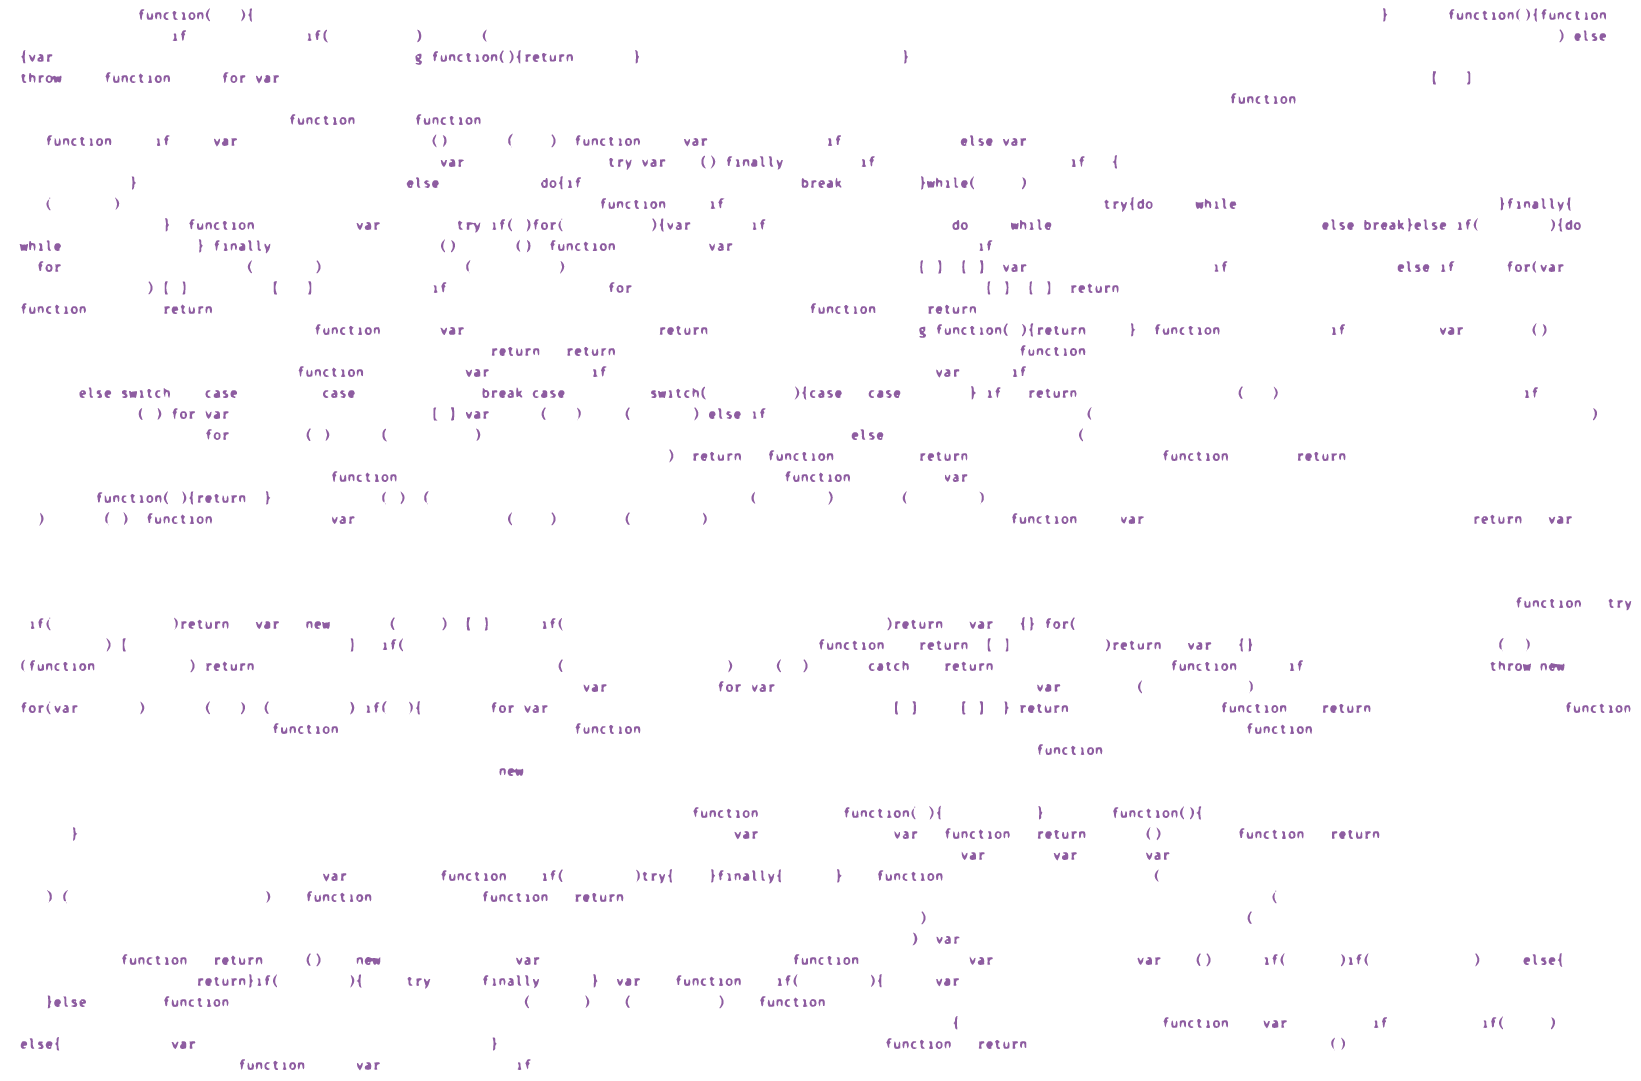 function( ){ } function(){function
if if( ) ( ) else
{var g function(){return } }
throw function for var [ ]
function
function function
function if var () ( ) function var if else var
var try var () finally if if {
} else do{if break }while( )
( ) function if try{do while }finally{
} function var try if( )for( ){var if do while else break}else if( ){do
while } finally () () function var if
for ( ) ( ) [ ] [ ] var if else if for(var
) [ ] [ ] if for [ ] [ ] return
function return function return
function var return g function( ){return } function if var ()
return return function
function var if var if
else switch case case break case switch( ){case case } if return ( ) if
( ) for var [ ] var ( ) ( ) else if ( )
for ( ) ( ) else (
) return function return function return
function function var
function( ){return } ( ) ( ( ) ( )
) ( ) function var ( ) ( ) function var return var
function try
if( )return var new ( ) [ ] if( )return var {} for(
) [ ] if( function return [ ] )return var {} ( )
(function ) return ( ) ( ) catch return function if throw new
var for var var ( )
for(var ) ( ) ( ) if( ){ for var [ ] [ ] } return function return function
function function function
function
new
function function( ){ } function(){
} var var function return () function return
var var var
var function if( )try{ }finally{ } function (
) ( ) function function return (
) (
) var
function return () new var function var var () if( )if( ) else{
return}if( ){ try finally } var function if( ){ var
}else function ( ) ( ) function
{ function var if if( )
else{ var } function return ()
function var if